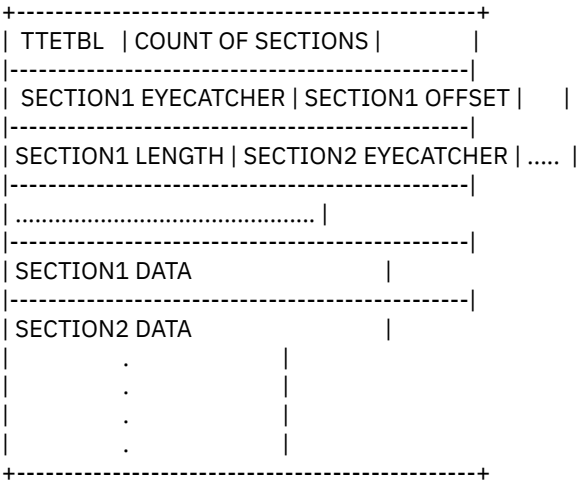 +-----------------------------------------------+
| TTETBL | COUNT OF SECTIONS | |
|-----------------------------------------------|
| SECTION1 EYECATCHER | SECTION1 OFFSET | |
|-----------------------------------------------|
| SECTION1 LENGTH | SECTION2 EYECATCHER | ..... |
|-----------------------------------------------|
| .............................................. |
|-----------------------------------------------|
| SECTION1 DATA |
|-----------------------------------------------|
| SECTION2 DATA |
| . |
| . |
| . |
| . |
+-----------------------------------------------+